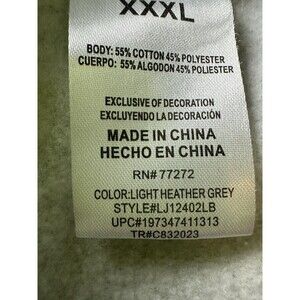 XXXL
BODY: 55% COTTON 45% POLYESTER
CUERPO: 55% ALGODON 45% POLIESTER
EXCLUSIVE OF DECORATION
EXCLUYENDO LA DECORACIÓN
MADE IN CHINA
HECHO EN CHINA
RN# 77272
COLOR:LIGHT HEATHER GREY
STYLE#LJ12402LB
UPC#197347411313
TR#C832023